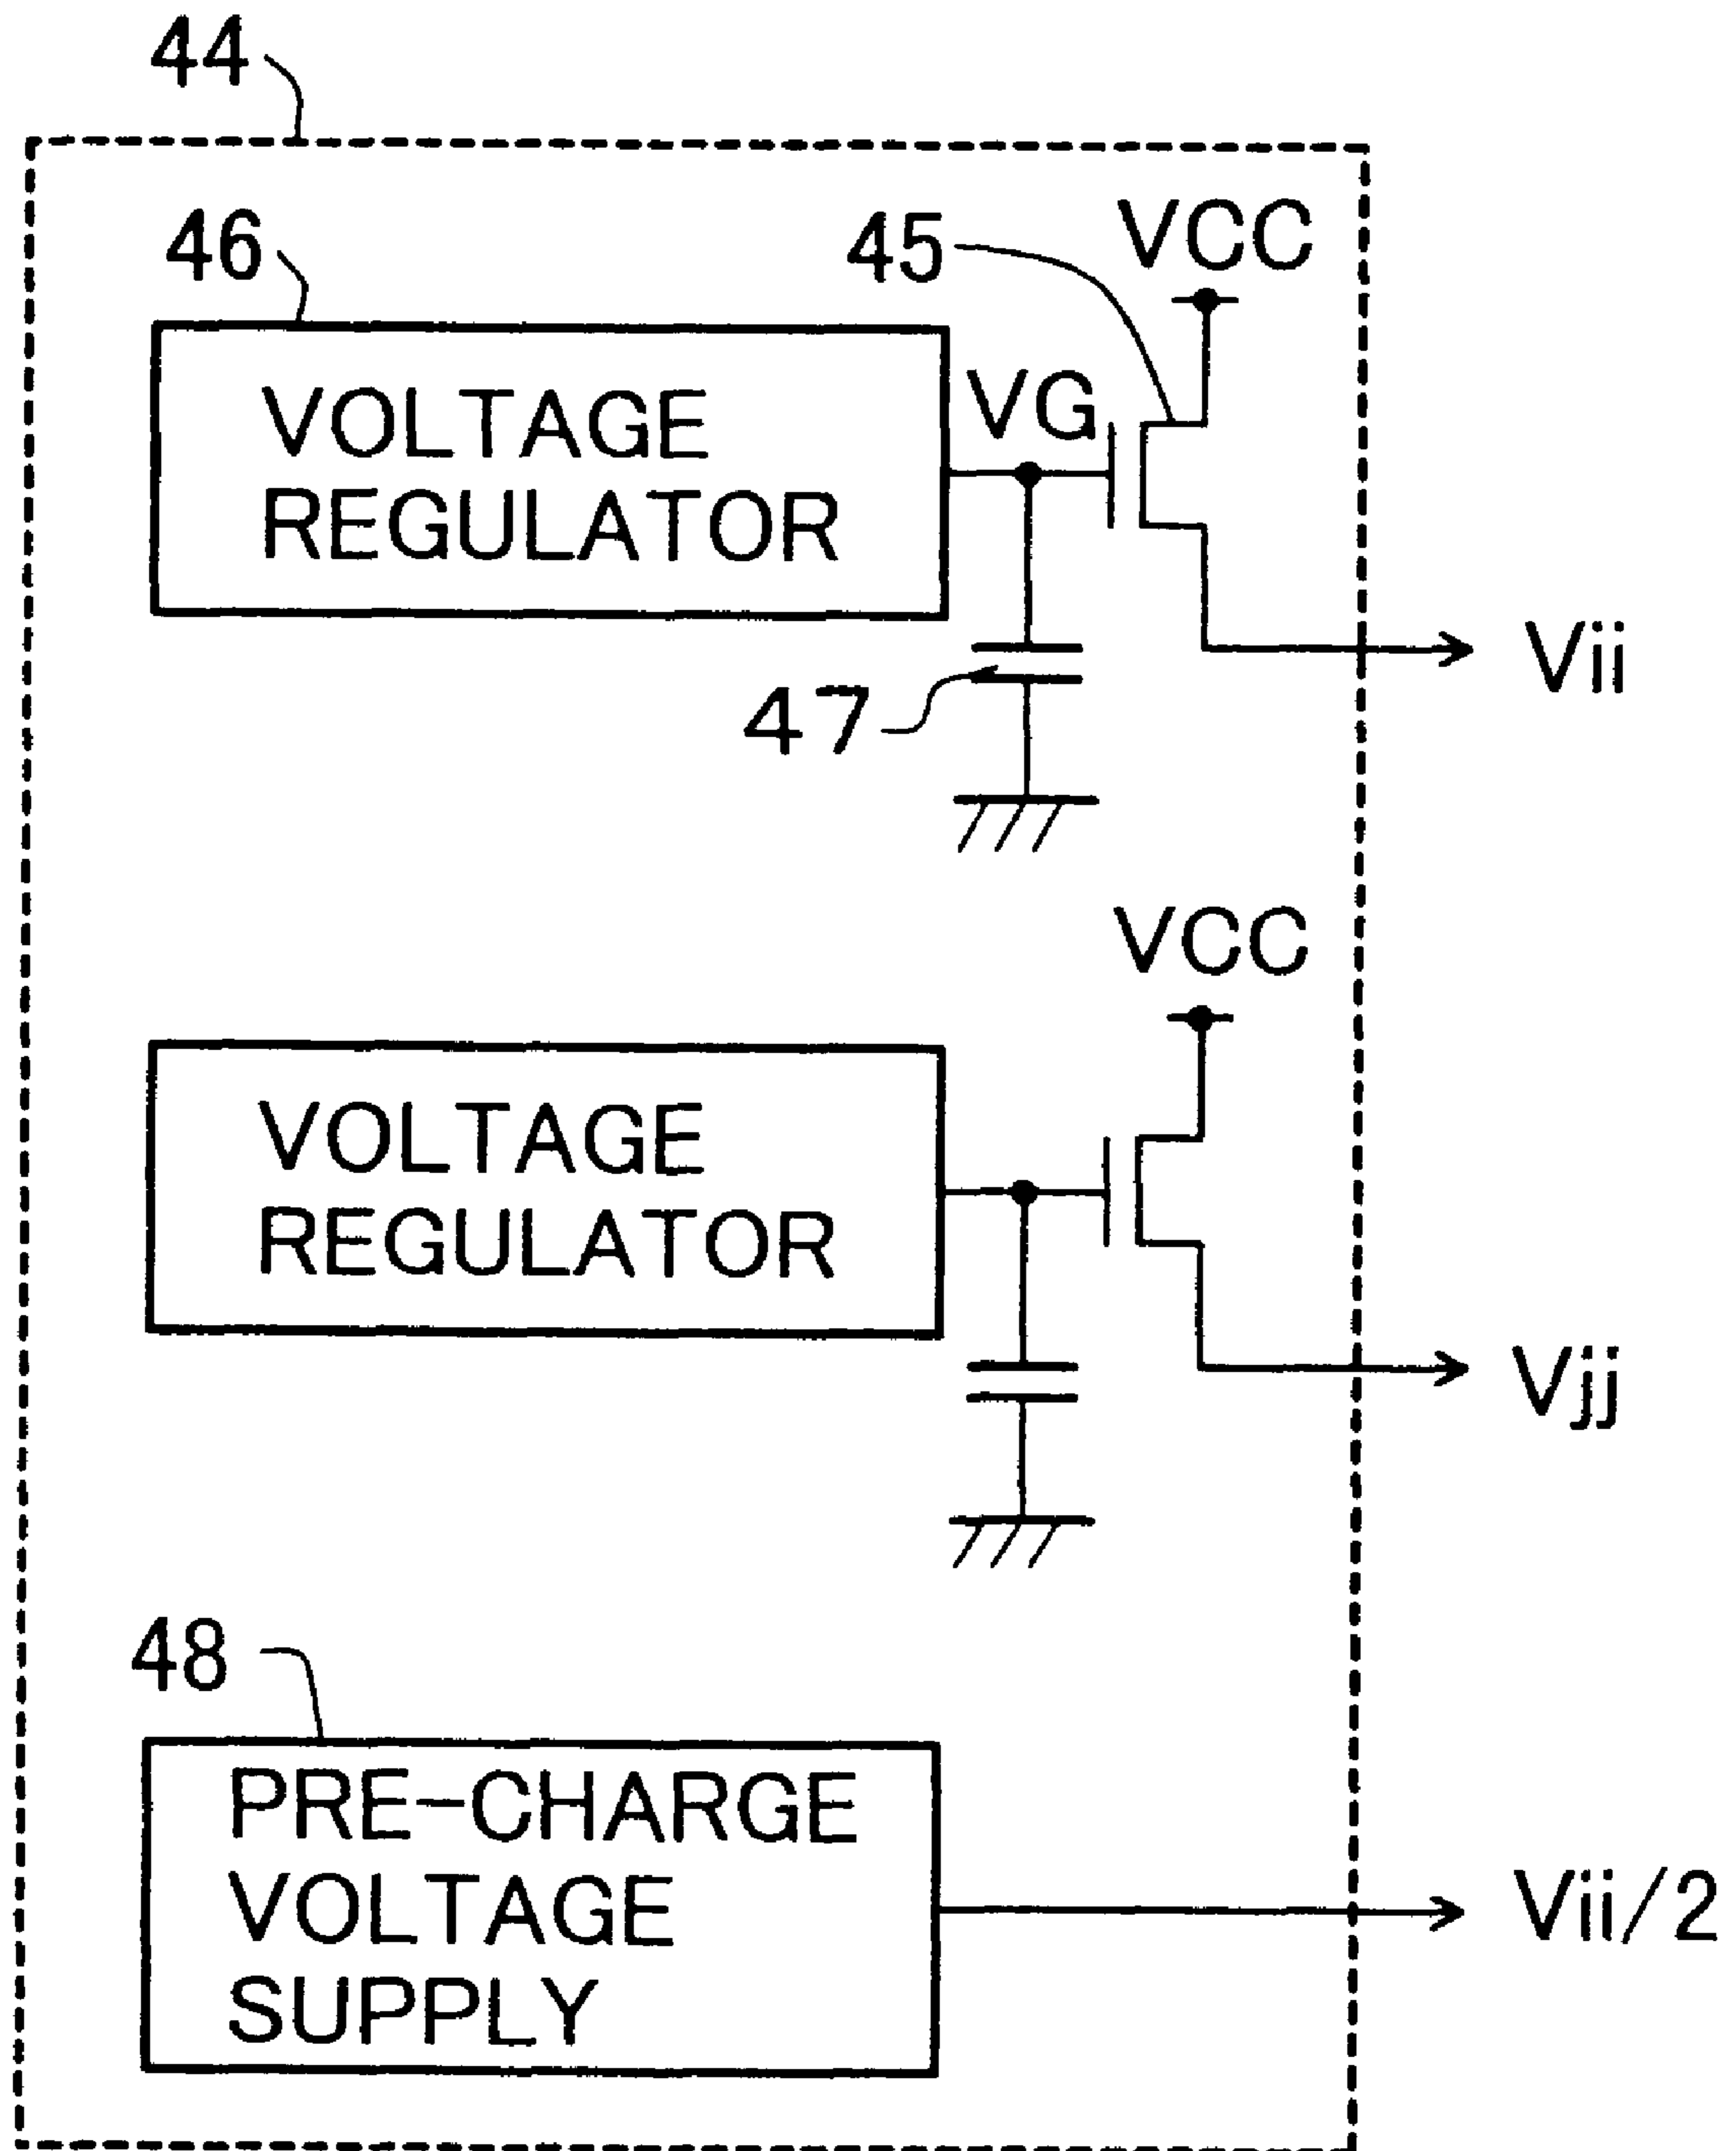 44
46
45
VCC
VOLTAGE
REGULATOR
VG
Vii
47
VCC
VOLTAGE
REGULATOR
Vjj
48
PRE-CHARGE
VOLTAGE
SUPPLY
Vii/2